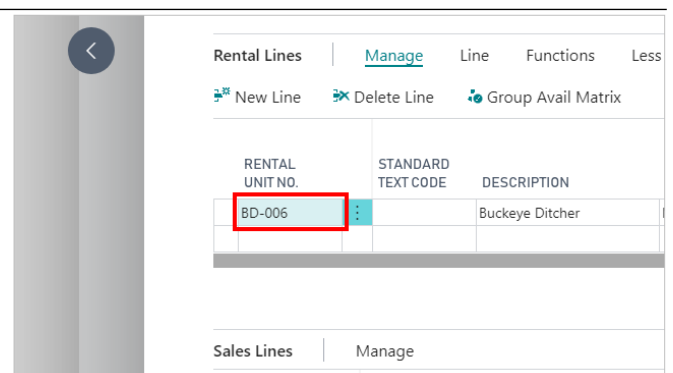 Rental Lines Manage Line Functions Less
New Line Delete Line Group Avail Matrix
RENTAL STANDARD
UNIT NO. TEXT CODE DESCRIPTION
BD-006 Buckeye Ditcher
Sales Lines Manage